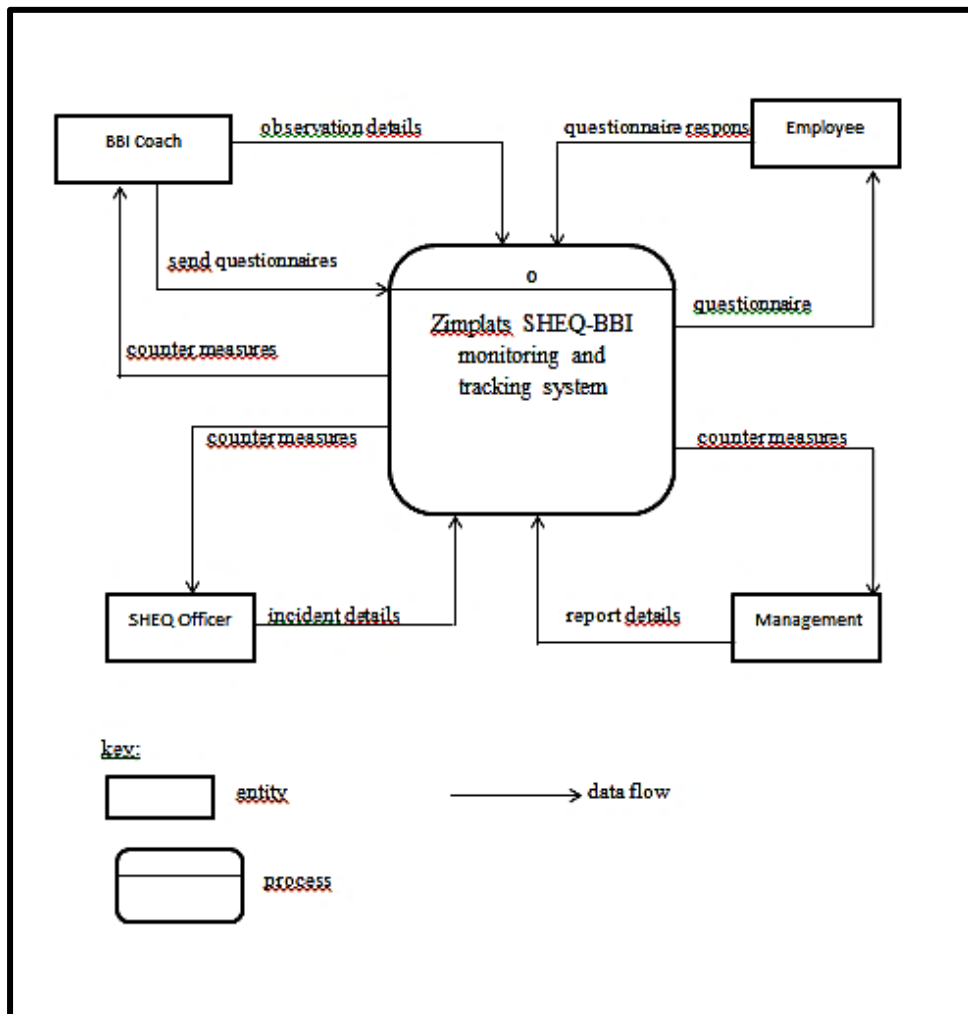 BBI Coach
observation details
questionnaire respons
Employee
send questionnaires
counter measures
o
Zimplats SHEQ-BBI
monitoring and
tracking system
questionnaire
counter measures
counter measures
SHEQ Officer
incident details
report details
Management
key:
entity
data flow
process